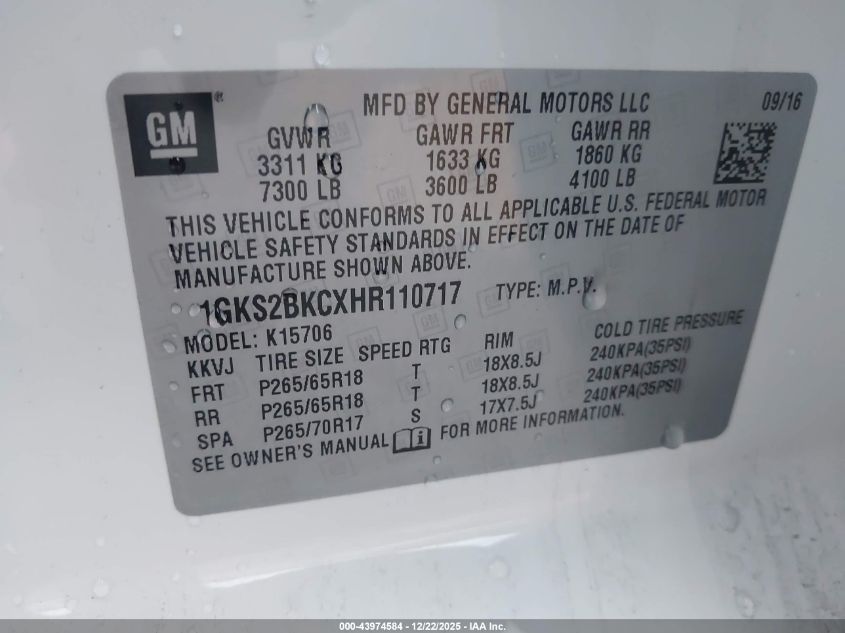 GM ®
MFD BY GENERAL MOTORS LLC 09/16
GVWR GAWR FRT GAWR RR
3311 KG 1633 KG 1860 KG
7300 LB 3600 LB 4100 LB
THIS VEHICLE CONFORMS TO ALL APPLICABLE U.S. FEDERAL MOTOR
VEHICLE SAFETY STANDARDS IN EFFECT ON THE DATE OF
MANUFACTURE SHOWN ABOVE.
1GKS2BKCXHR110717 TYPE: M.P.V.
MODEL: K15706
KKVJ TIRE SIZE SPEED RTG RIM COLD TIRE PRESSURE
FRT P265/65R18 T 18X8.5J 240KPA(35PSI)
RR P265/65R18 T 18X8.5J 240KPA(35PSI)
SPA P265/70R17 S 17X7.5J 240KPA(35PSI)
SEE OWNER'S MANUAL i FOR MORE INFORMATION.
000-43974584 - 12/22/2025 - IAA Inc.